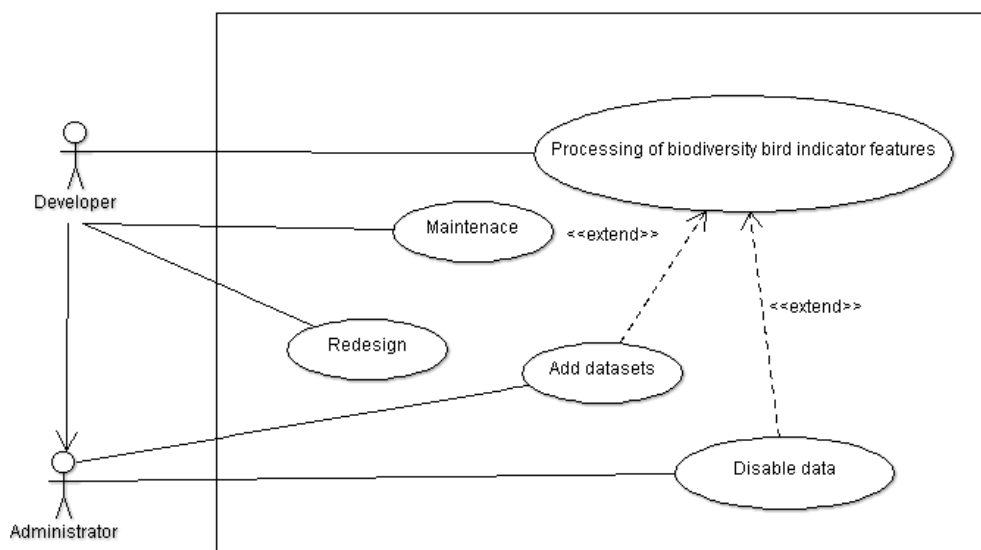 Processing of biodiversity bird indicator features
Developer
Maintenace
<<extend>>
<<extend>>
Redesign
Add datasets
Disable data
Administrator